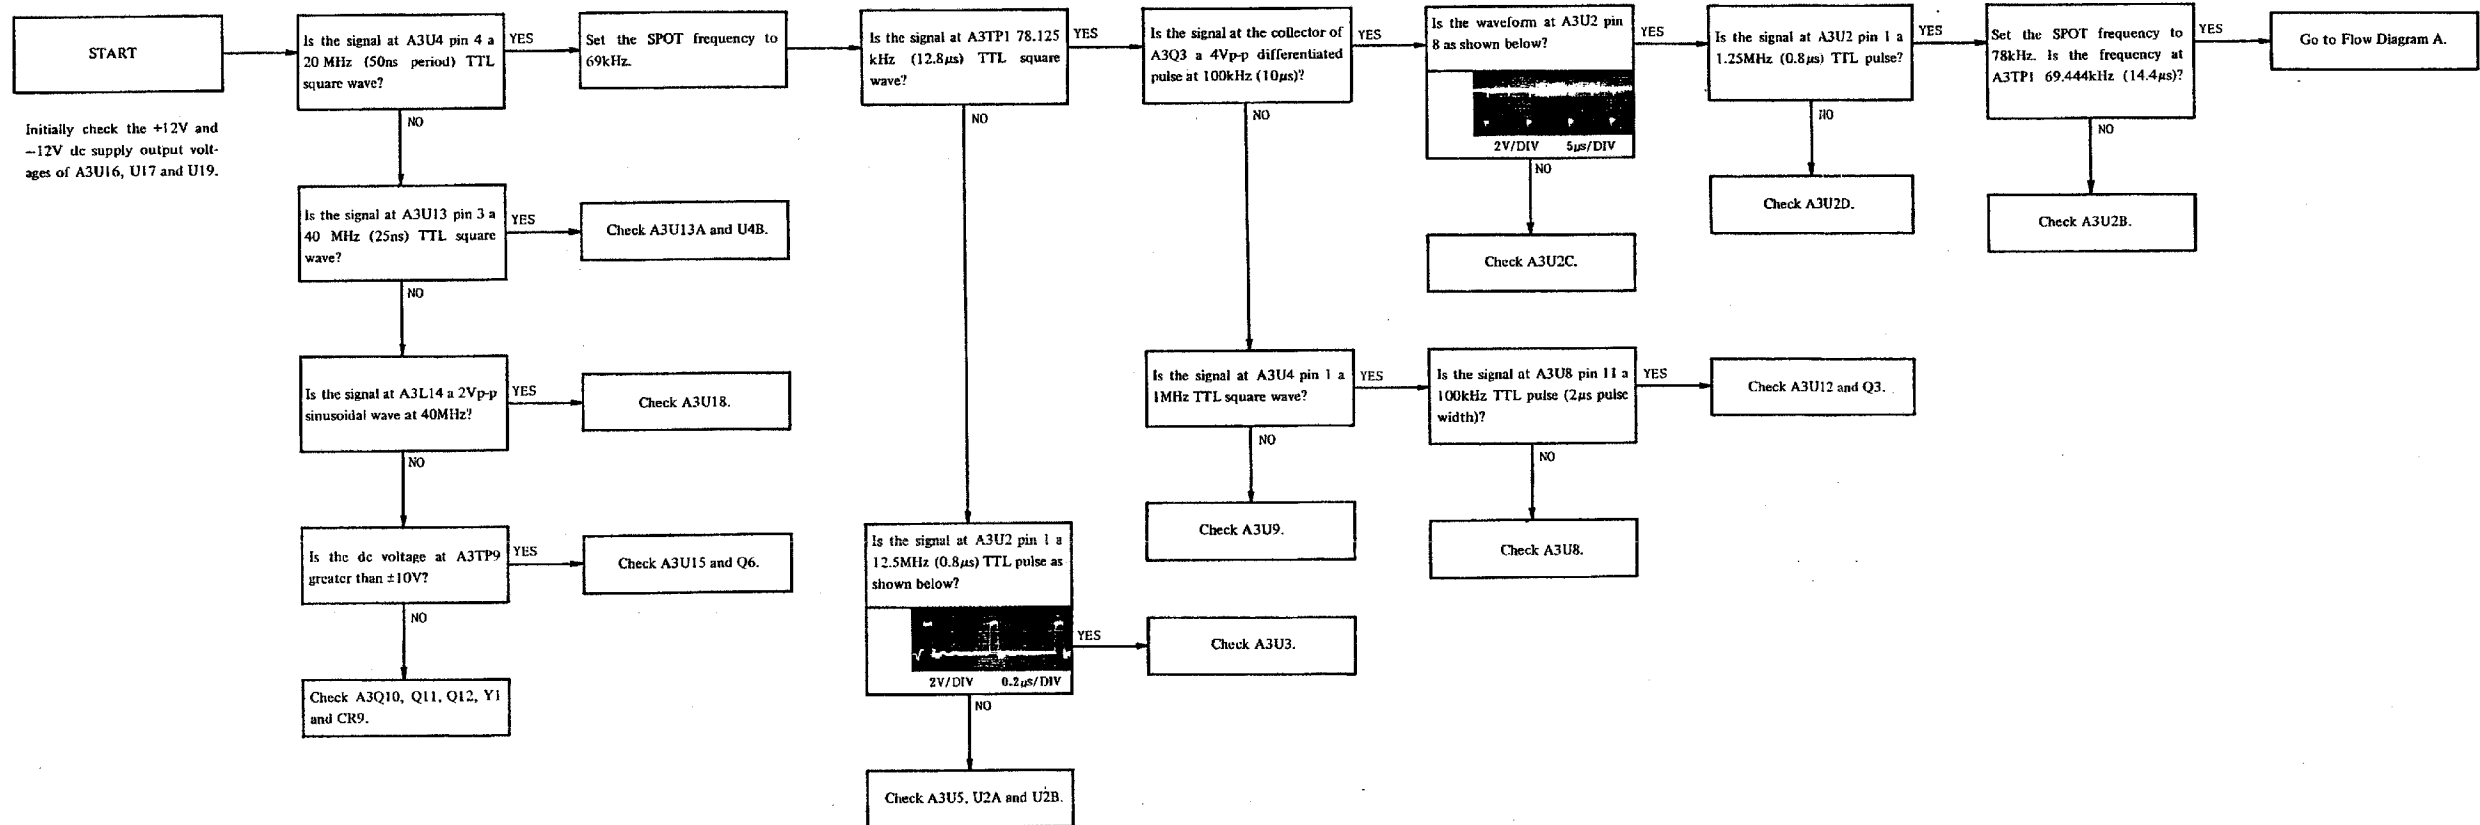 START
Initially check the +12V and
−12V dc supply output volt-
ages of A3U16, U17 and U19.
Is the signal at A3U4 pin 4 a
20 MHz (50ns period) TTL
square wave?
YES
NO
Set the SPOT frequency to
69kHz.
Is the signal at A3TP1 78.125
kHz (12.8µs) TTL square
wave?
YES
NO
Is the signal at the collector of
A3Q3 a 4Vp-p differentiated
pulse at 100kHz (10µs)?
YES
NO
Is the waveform at A3U2 pin
8 as shown below?
2V/DIV 5µs/DIV
YES
NO
Is the signal at A3U2 pin 1 a
1.25MHz (0.8µs) TTL pulse?
YES
NO
Set the SPOT frequency to
78kHz. Is the frequency at
A3TP1 69.444kHz (14.4µs)?
YES
NO
Go to Flow Diagram A.
Is the signal at A3U13 pin 3 a
40 MHz (25ns) TTL square
wave?
YES
NO
Check A3U13A and U4B.
Check A3U2C.
Check A3U2D.
Check A3U2B.
Is the signal at A3L14 a 2Vp-p
sinusoidal wave at 40MHz?
YES
NO
Check A3U18.
Is the signal at A3U4 pin 1 a
1MHz TTL square wave?
YES
NO
Is the signal at A3U8 pin 11 a
100kHz TTL pulse (2µs pulse
width)?
YES
NO
Check A3U12 and Q3.
Is the dc voltage at A3TP9
greater than ±10V?
YES
NO
Check A3U15 and Q6.
Is the signal at A3U2 pin 1 a
12.5MHz (0.8µs) TTL pulse as
shown below?
2V/DIV 0.2µs/DIV
YES
NO
Check A3U9.
Check A3U8.
Check A3U3.
Check A3Q10, Q11, Q12, Y1
and CR9.
Check A3U5, U2A and U2B.